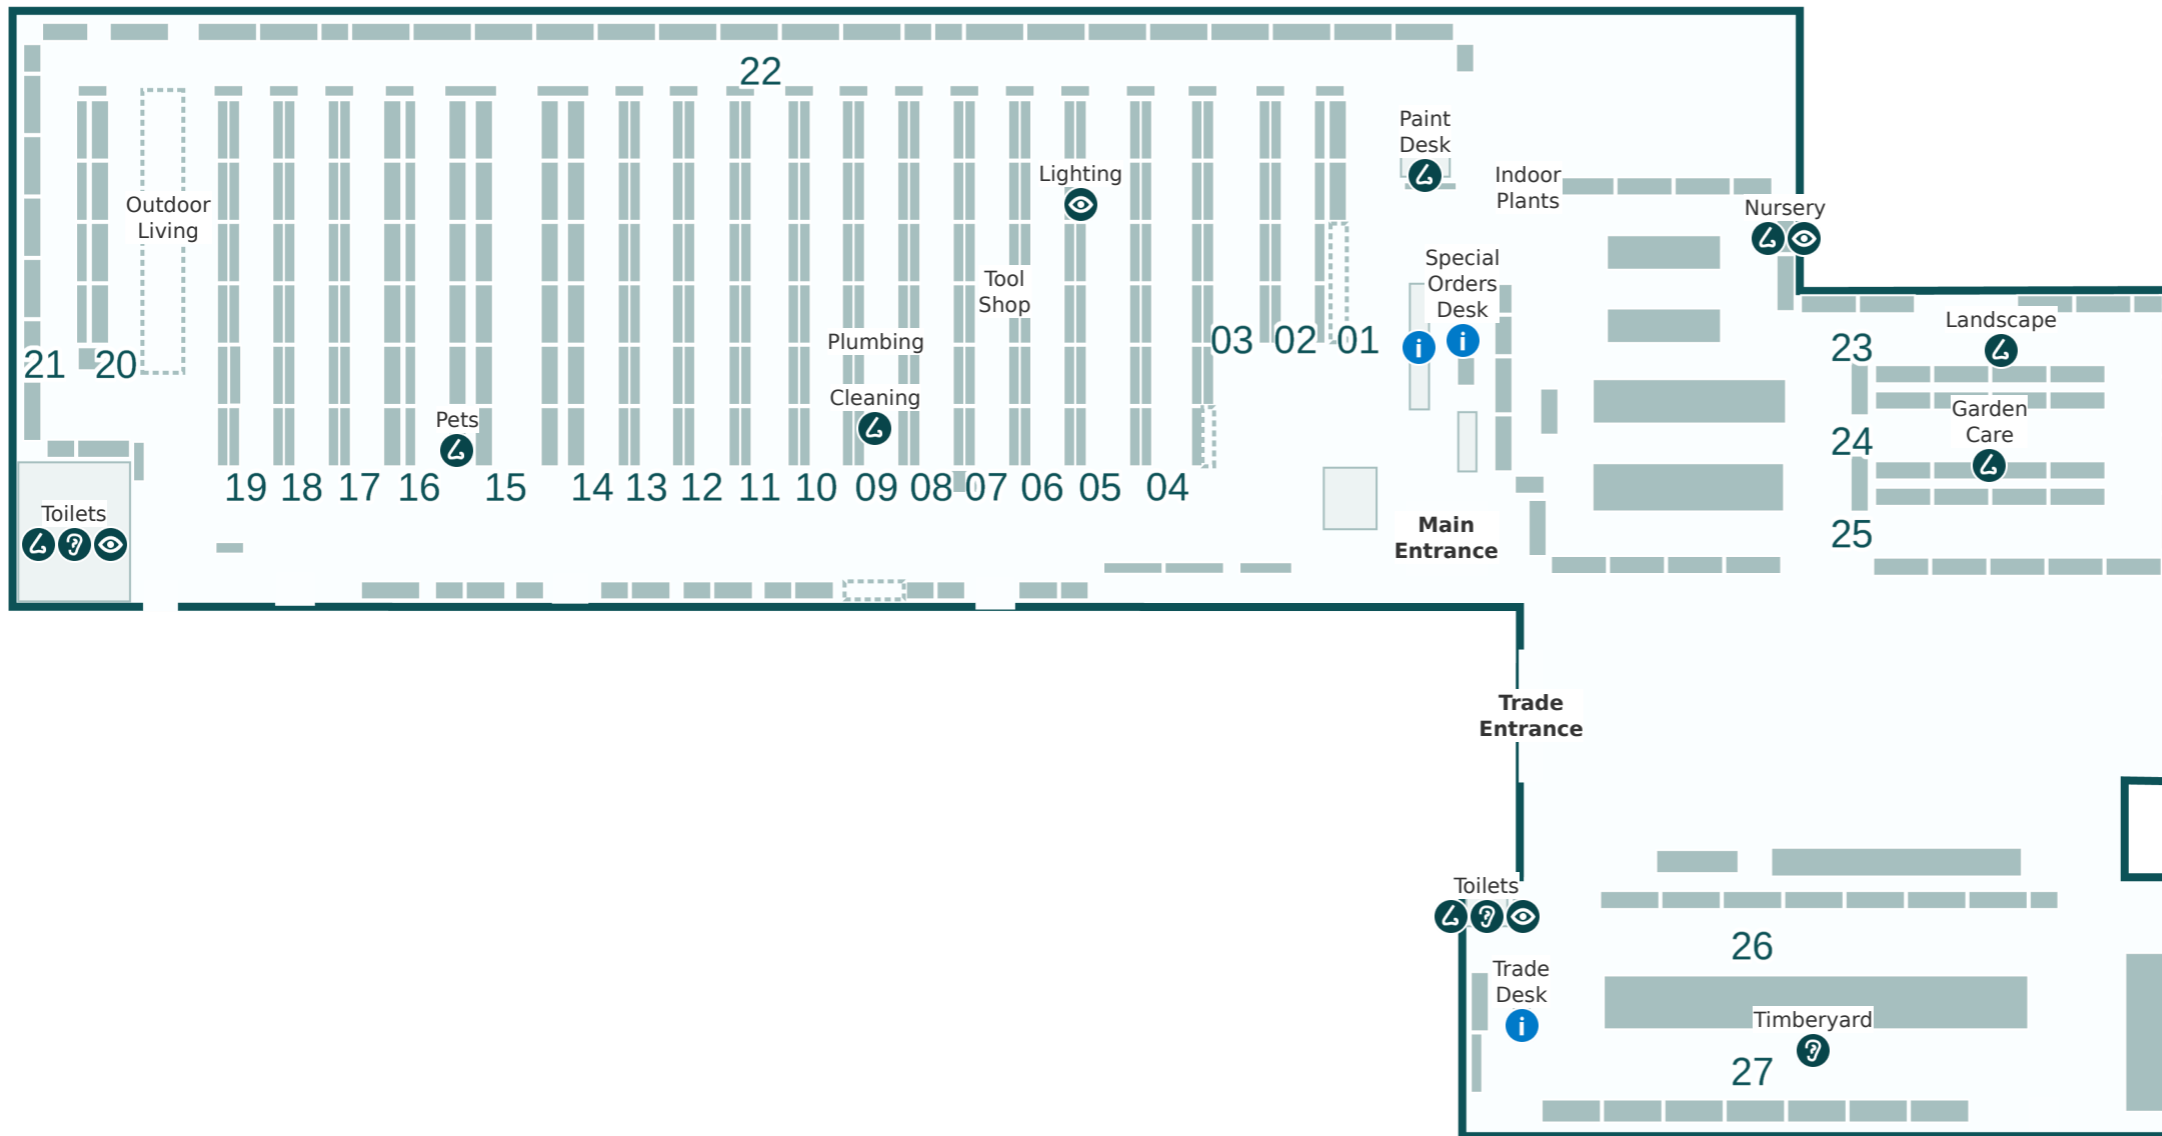 22
Paint
Desk
Lighting
Indoor
Plants
Outdoor
Living
Nursery
Special
Orders
Desk
Tool
Shop
Landscape
Plumbing
03 02 01
23
21 20
Cleaning
Garden
Care
Pets
24
19 18 17 16 15 14 13 12 11 10 09 08 07 06 05 04
Toilets
Main
Entrance
25
Trade
Entrance
Toilets
26
Trade
Desk
Timberyard
27